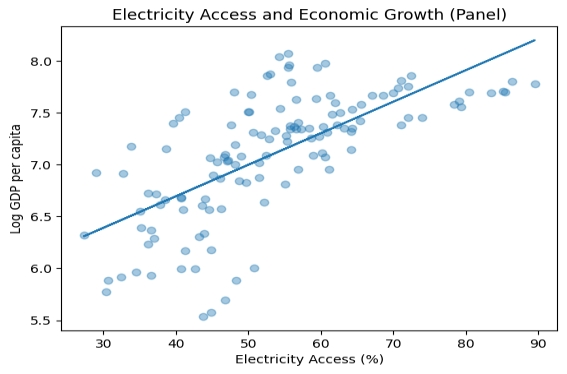 Electricity Access and Economic Growth (Panel)
Log GDP per capita
8.0
7.5
7.0
6.5
6.0
5.5
30 40 50 60 70 80 90
Electricity Access (%)